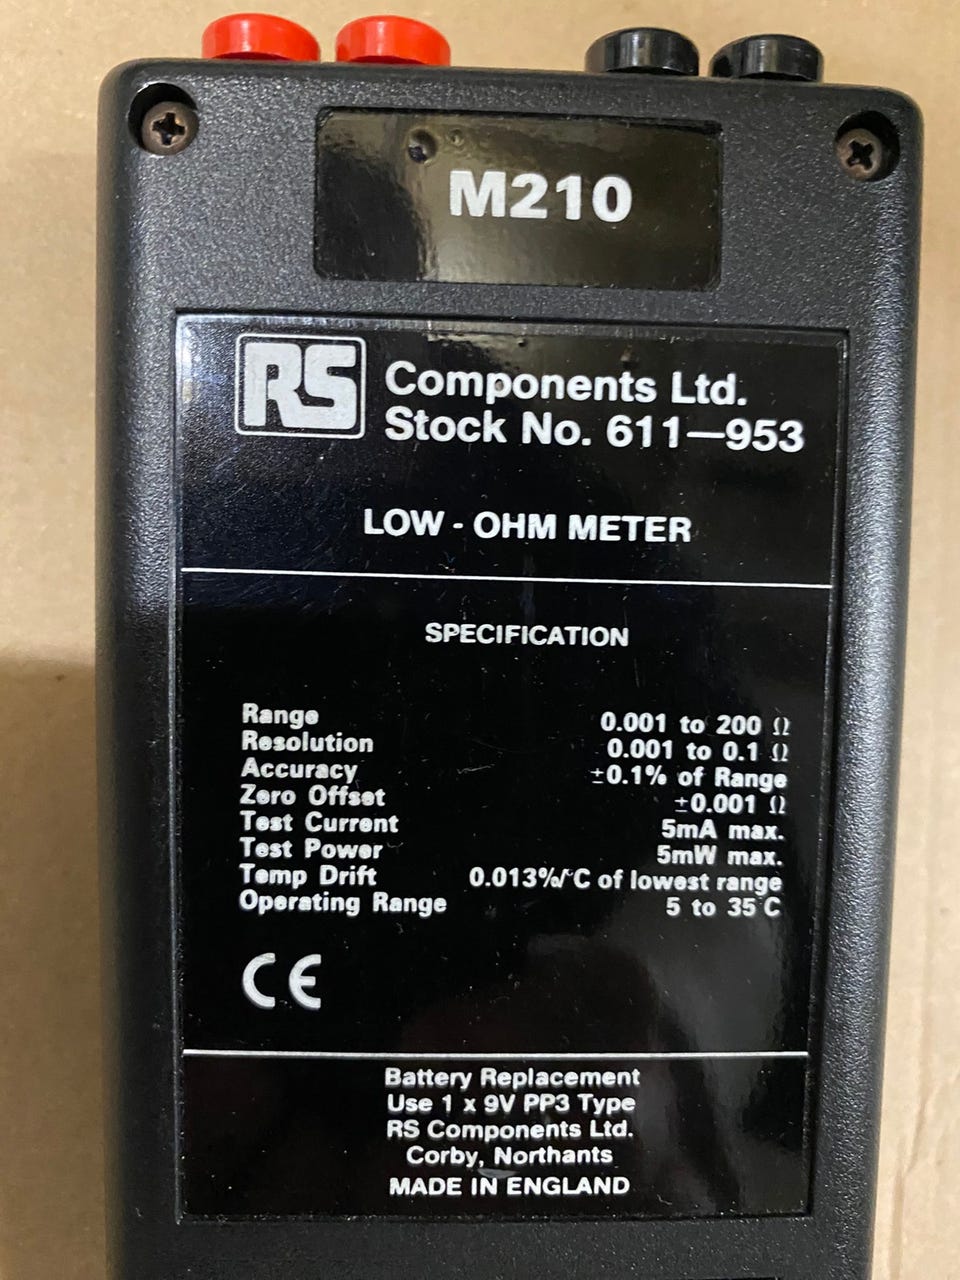 M210
RS
Components Ltd.
Stock No. 611—953
LOW - OHM METER
SPECIFICATION
Range 0.001 to 200 Ω
Resolution 0.001 to 0.1 Ω
Accuracy ±0.1% of Range
Zero Offset ±0.001 Ω
Test Current 5mA max.
Test Power 5mW max.
Temp Drift 0.013%/°C of lowest range
Operating Range 5 to 35°C
CE
Battery Replacement
Use 1 x 9V PP3 Type
RS Components Ltd.
Corby, Northants
MADE IN ENGLAND